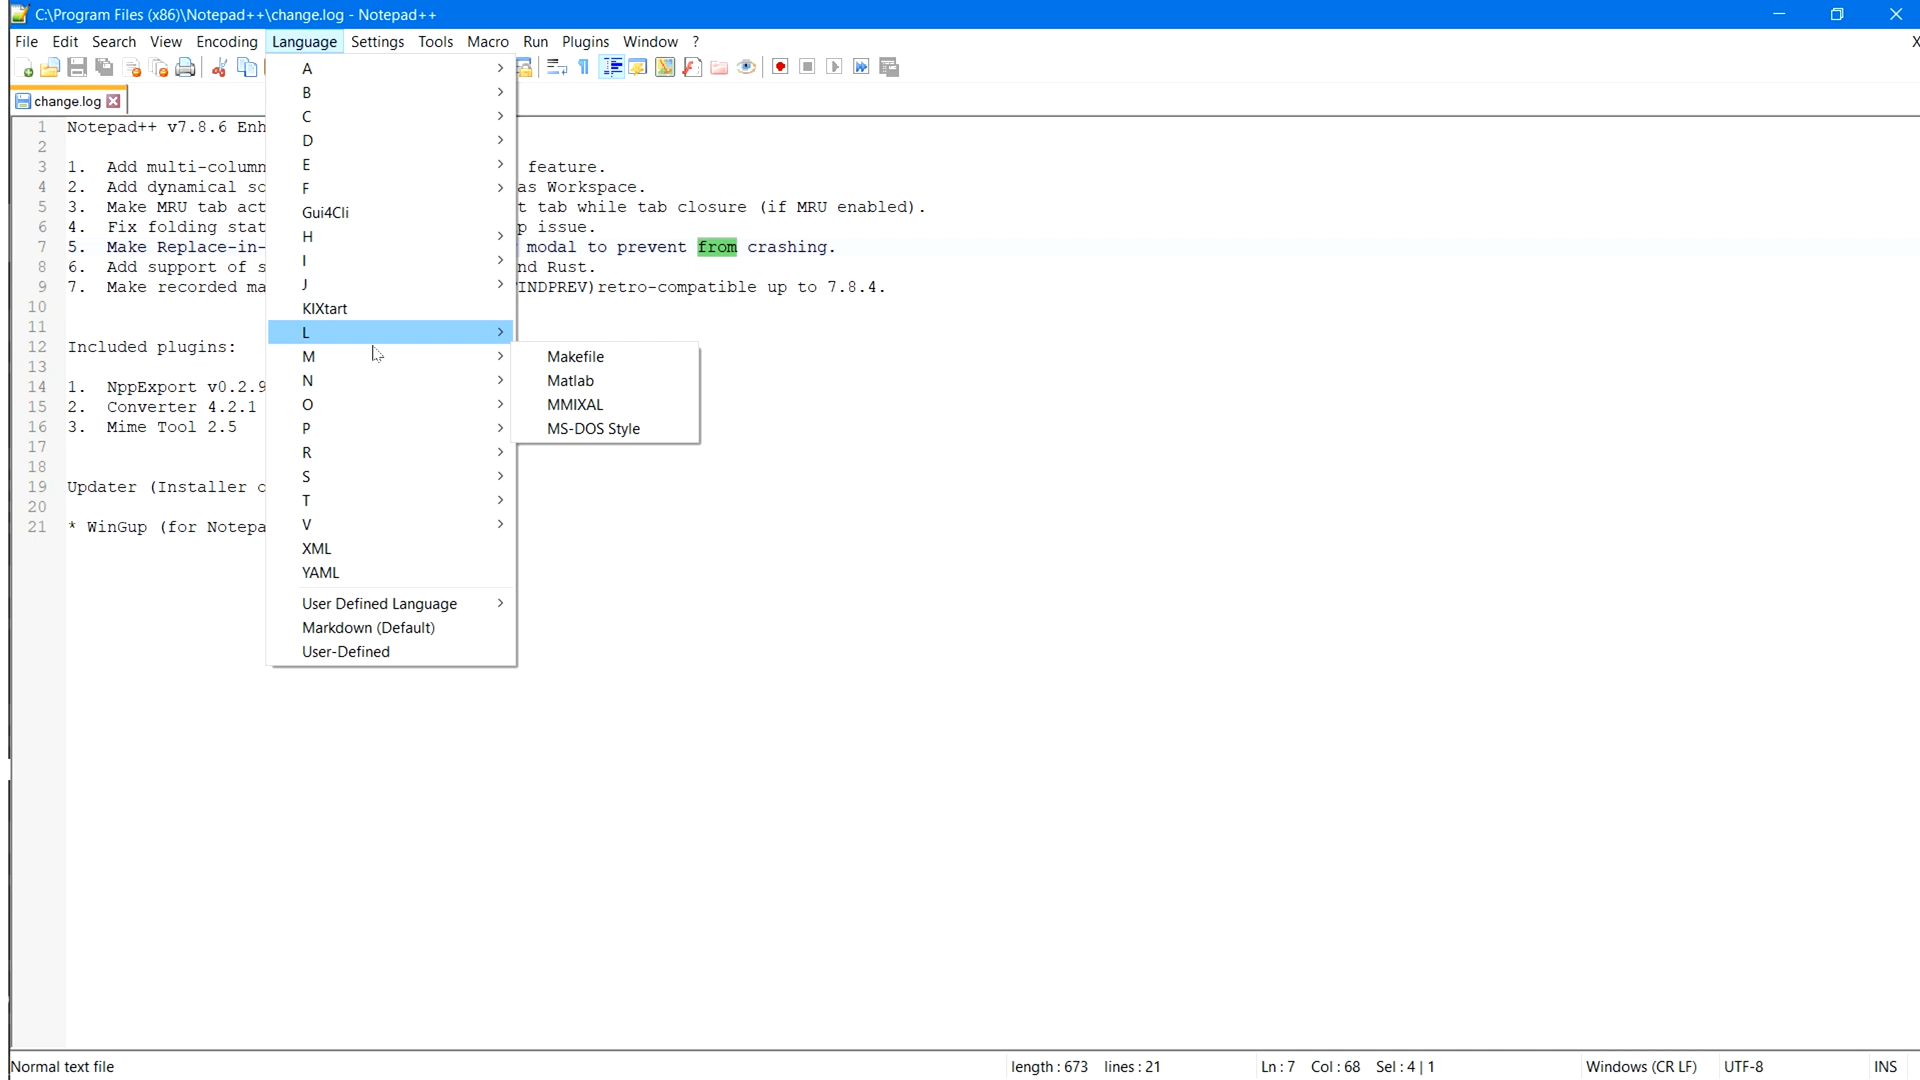 C:\Program Files (x86)\Notepad++\change.log - Notepad++
File Edit Search View Encoding Language Settings Tools Macro Run Plugins Window ? X
change.log
1 Notepad++ v7.8.6 Enh
2
3 1. Add multi-column feature.
4 2. Add dynamical sc as Workspace.
5 3. Make MRU tab act t tab while tab closure (if MRU enabled).
6 4. Fix folding stat p issue.
7 5. Make Replace-in- modal to prevent from crashing.
8 6. Add support of s nd Rust.
9 7. Make recorded ma INDPREV)retro-compatible up to 7.8.4.
10
11
12 Included plugins:
13
14 1. NppExport v0.2.9
15 2. Converter 4.2.1
16 3. Mime Tool 2.5
17
18
19 Updater (Installer o
20
21 * WinGup (for Notepa
A
B
C
D
E
F
Gui4Cli
H
I
J
KIXtart
L
M
N
O
P
R
S
T
V
XML
YAML
User Defined Language
Markdown (Default)
User-Defined
Makefile
Matlab
MMIXAL
MS-DOS Style
Normal text file length : 673 lines : 21 Ln : 7 Col : 68 Sel : 4 | 1 Windows (CR LF) UTF-8 INS